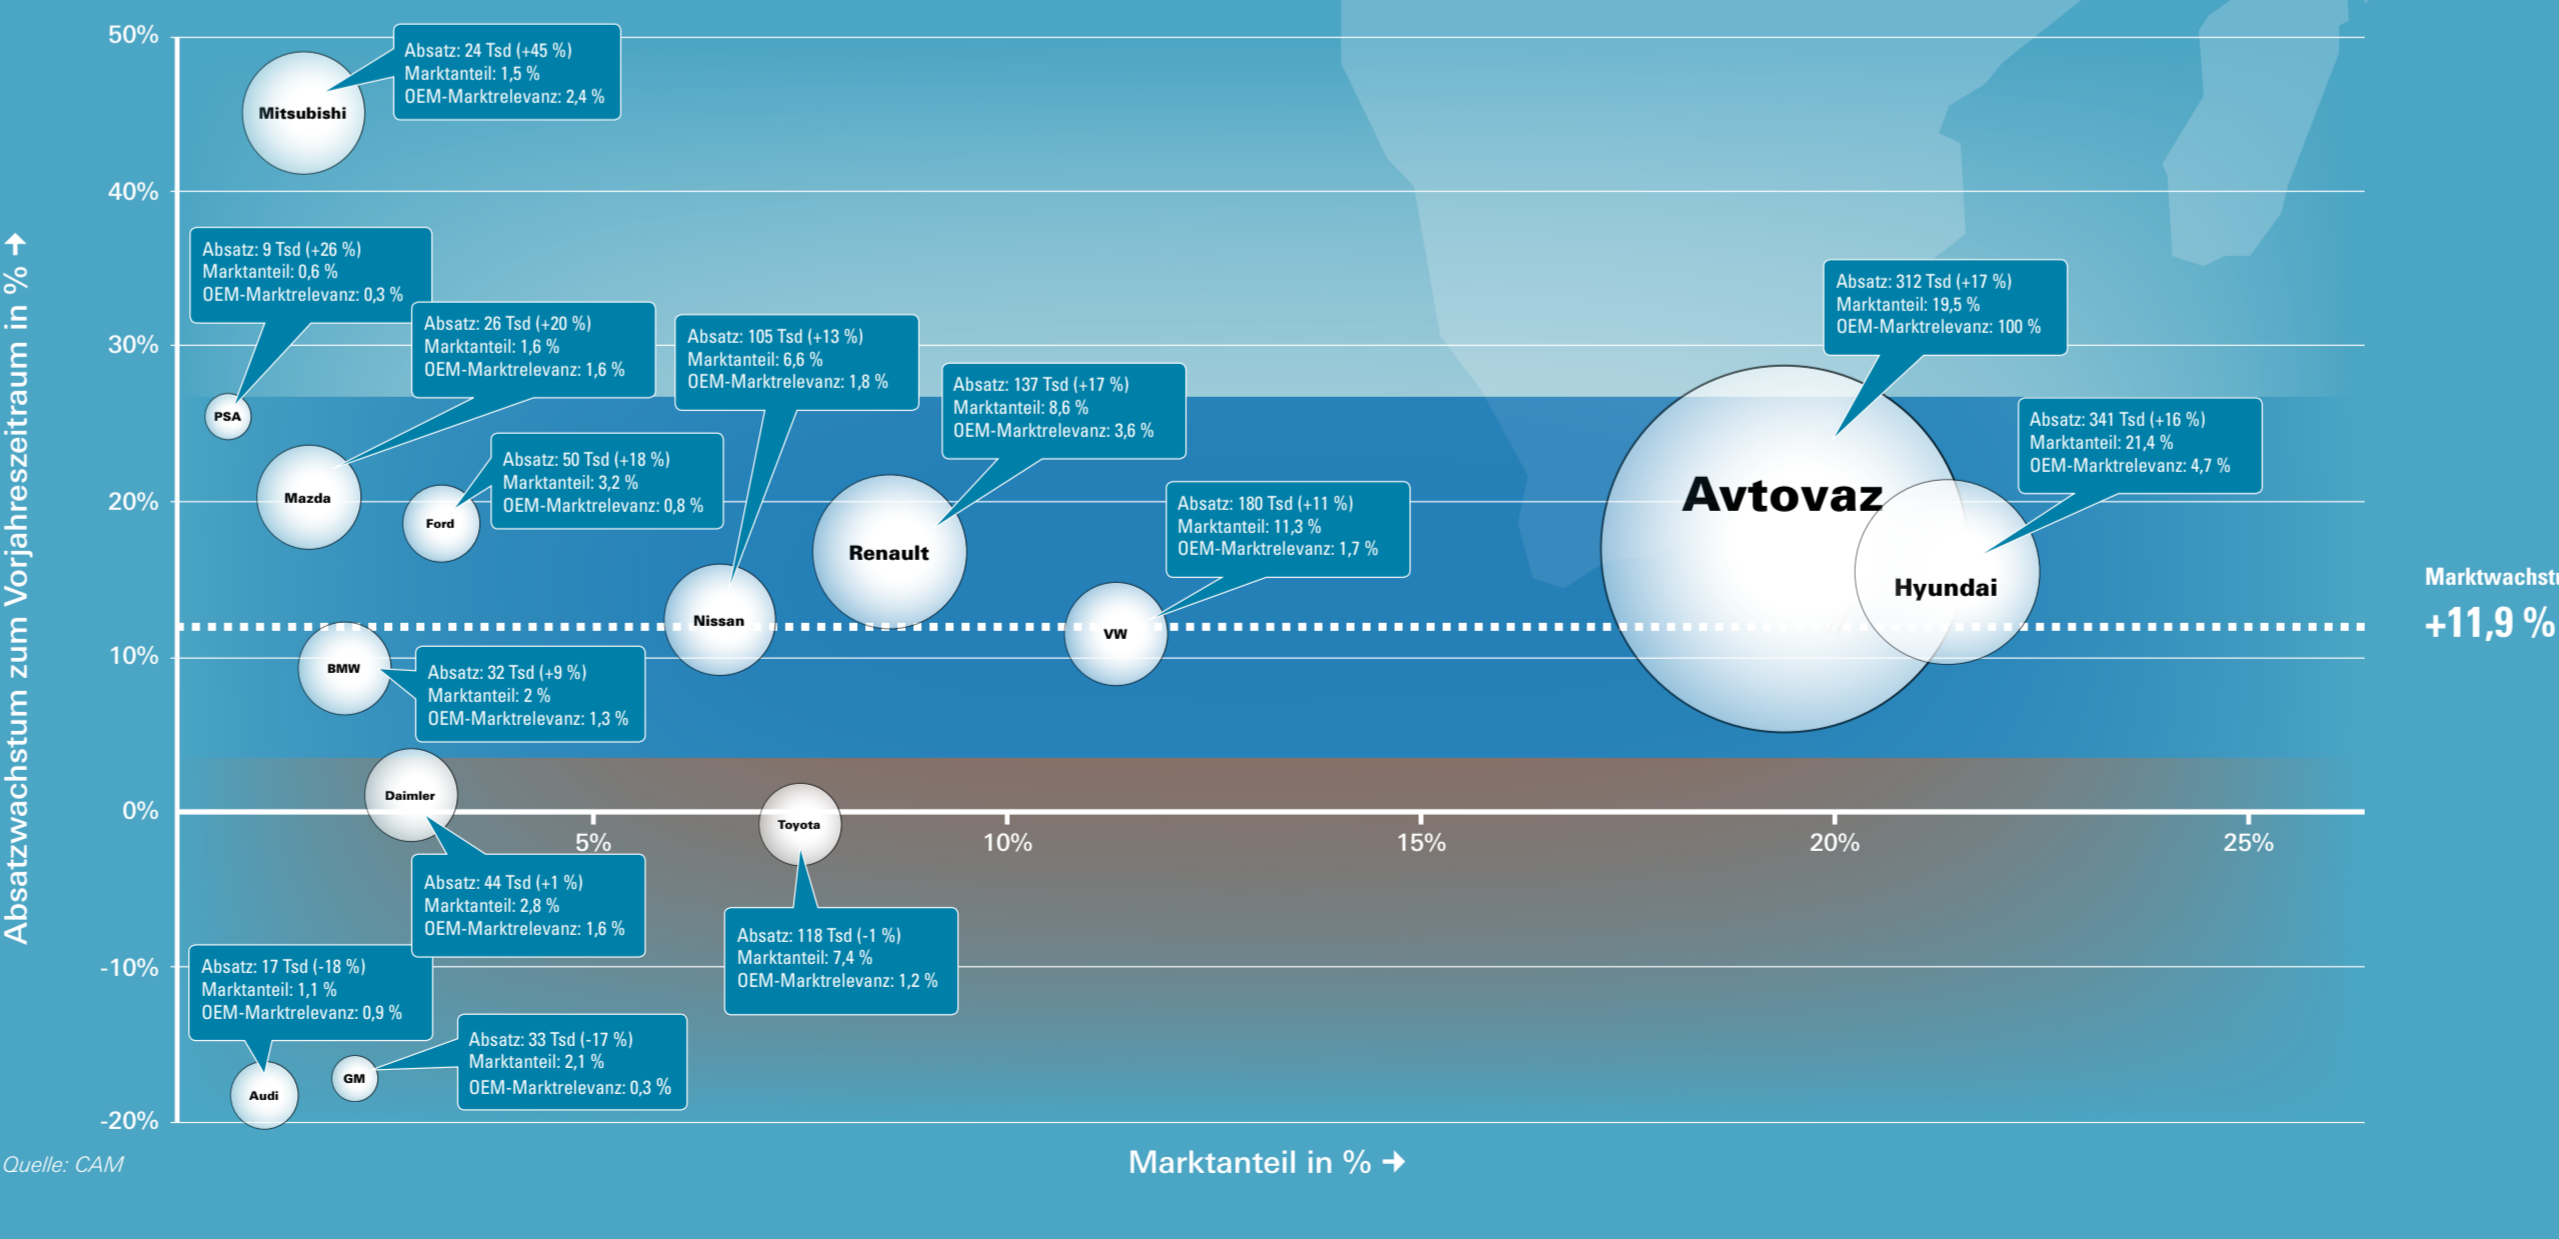 50%
40%
30%
20%
10%
0%
-10%
-20%
Absatzwachstum zum Vorjahreszeitraum in %
Mitsubishi
Absatz: 24 Tsd (+45 %)
Marktanteil: 1,5 %
OEM-Marktrelevanz: 2,4 %
Absatz: 9 Tsd (+26 %)
Marktanteil: 0,6 %
OEM-Marktrelevanz: 0,3 %
PSA
Absatz: 26 Tsd (+20 %)
Marktanteil: 1,6 %
OEM-Marktrelevanz: 1,6 %
Mazda
Absatz: 50 Tsd (+18 %)
Marktanteil: 3,2 %
OEM-Marktrelevanz: 0,8 %
Ford
Absatz: 105 Tsd (+13 %)
Marktanteil: 6,6 %
OEM-Marktrelevanz: 1,8 %
Nissan
Absatz: 137 Tsd (+17 %)
Marktanteil: 8,6 %
OEM-Marktrelevanz: 3,6 %
Renault
Absatz: 180 Tsd (+11 %)
Marktanteil: 11,3 %
OEM-Marktrelevanz: 1,7 %
VW
Absatz: 312 Tsd (+17 %)
Marktanteil: 19,5 %
OEM-Marktrelevanz: 100 %
Avtovaz
Absatz: 341 Tsd (+16 %)
Marktanteil: 21,4 %
OEM-Marktrelevanz: 4,7 %
Hyundai
Marktwachstu
+11,9 %
BMW
Absatz: 32 Tsd (+9 %)
Marktanteil: 2 %
OEM-Marktrelevanz: 1,3 %
Daimler
Absatz: 44 Tsd (+1 %)
Marktanteil: 2,8 %
OEM-Marktrelevanz: 1,6 %
Toyota
Absatz: 118 Tsd (-1 %)
Marktanteil: 7,4 %
OEM-Marktrelevanz: 1,2 %
5%
10%
15%
20%
25%
Absatz: 17 Tsd (-18 %)
Marktanteil: 1,1 %
OEM-Marktrelevanz: 0,9 %
Audi
GM
Absatz: 33 Tsd (-17 %)
Marktanteil: 2,1 %
OEM-Marktrelevanz: 0,3 %
Marktanteil in %
Quelle: CAM